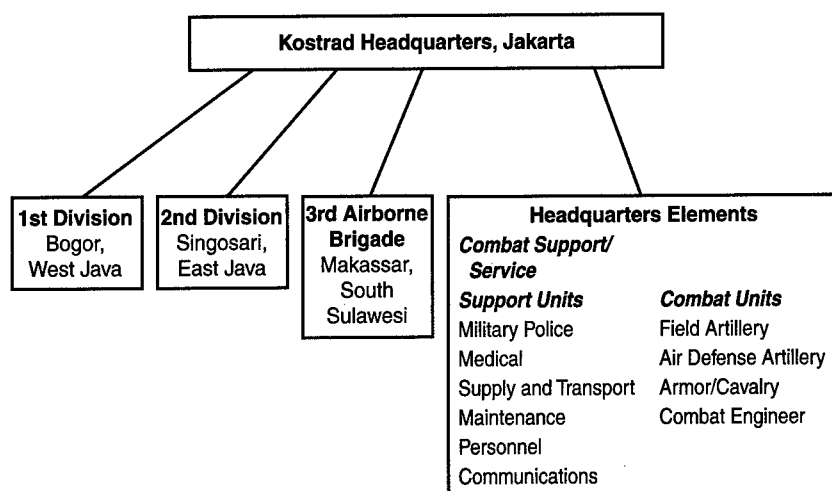 Kostrad Headquarters, Jakarta
1st Division
Bogor,
West Java
2nd Division
Singosari,
East Java
3rd Airborne
Brigade
Makassar,
South
Sulawesi
Headquarters Elements
Combat Support/
Service
Support Units
Military Police
Medical
Supply and Transport
Maintenance
Personnel
Communications
Combat Units
Field Artillery
Air Defense Artillery
Armor/Cavalry
Combat Engineer